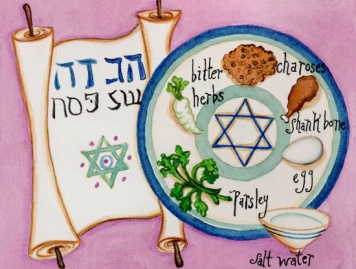 הגדה
של פסח
bitter
herbs
charoses
shank bone
egg
Parsley
Salt water